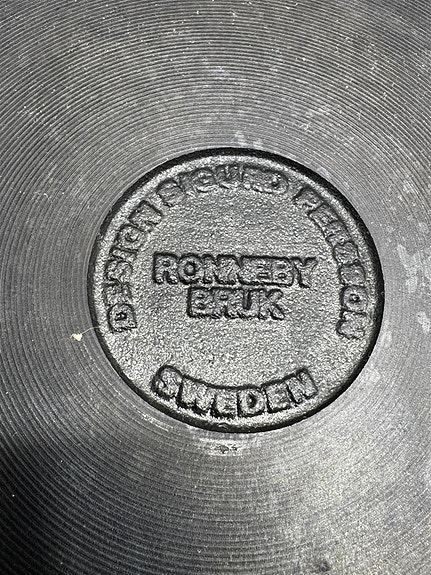 DESIGN SIGURD PERSSON
RONNEBY
BRUK
SWEDEN